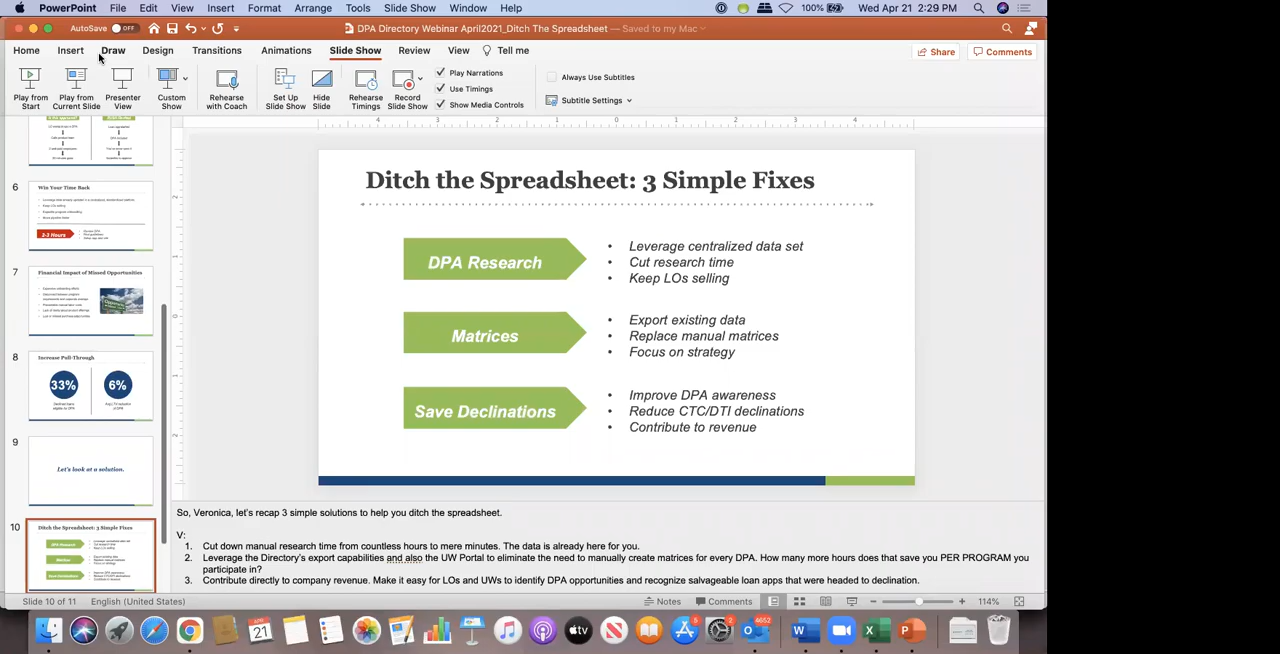 PowerPoint File Edit View Insert Format Arrange Tools Slide Show Window Help 100% Wed Apr 21 2:29 PM
AutoSave OFF DPA Directory Webinar April2021_Ditch The Spreadsheet — Saved to my Mac
Home Insert Draw Design Transitions Animations Slide Show Review View Tell me Share Comments
Play from Start
Play from Current Slide
Presenter View
Custom Show
Rehearse with Coach
Set Up Slide Show
Hide Slide
Rehearse Timings
Record Slide Show
Play Narrations
Use Timings
Show Media Controls
Always Use Subtitles
Subtitle Settings
6
Win Your Time Back
2-3 Hours
7
Financial Impact of Missed Opportunities
8
Increase Pull-Through
33% 6%
9
Let's look at a solution.
10
Ditch the Spreadsheet: 3 Simple Fixes
DPA Research
Matrices
Save Declinations
Ditch the Spreadsheet: 3 Simple Fixes
DPA Research
• Leverage centralized data set
• Cut research time
• Keep LOs selling
Matrices
• Export existing data
• Replace manual matrices
• Focus on strategy
Save Declinations
• Improve DPA awareness
• Reduce CTC/DTI declinations
• Contribute to revenue
So, Veronica, let's recap 3 simple solutions to help you ditch the spreadsheet.
V:
1. Cut down manual research time from countless hours to mere minutes. The data is already here for you.
2. Leverage the Directory's export capabilities and also the UW Portal to eliminate the need to manually create matrices for every DPA. How many more hours does that save you PER PROGRAM you
participate in?
3. Contribute directly to company revenue. Make it easy for LOs and UWs to identify DPA opportunities and recognize salvageable loan apps that were headed to declination.
Slide 10 of 11 English (United States) Notes Comments 114%
APR
21
tv
5
2
4652